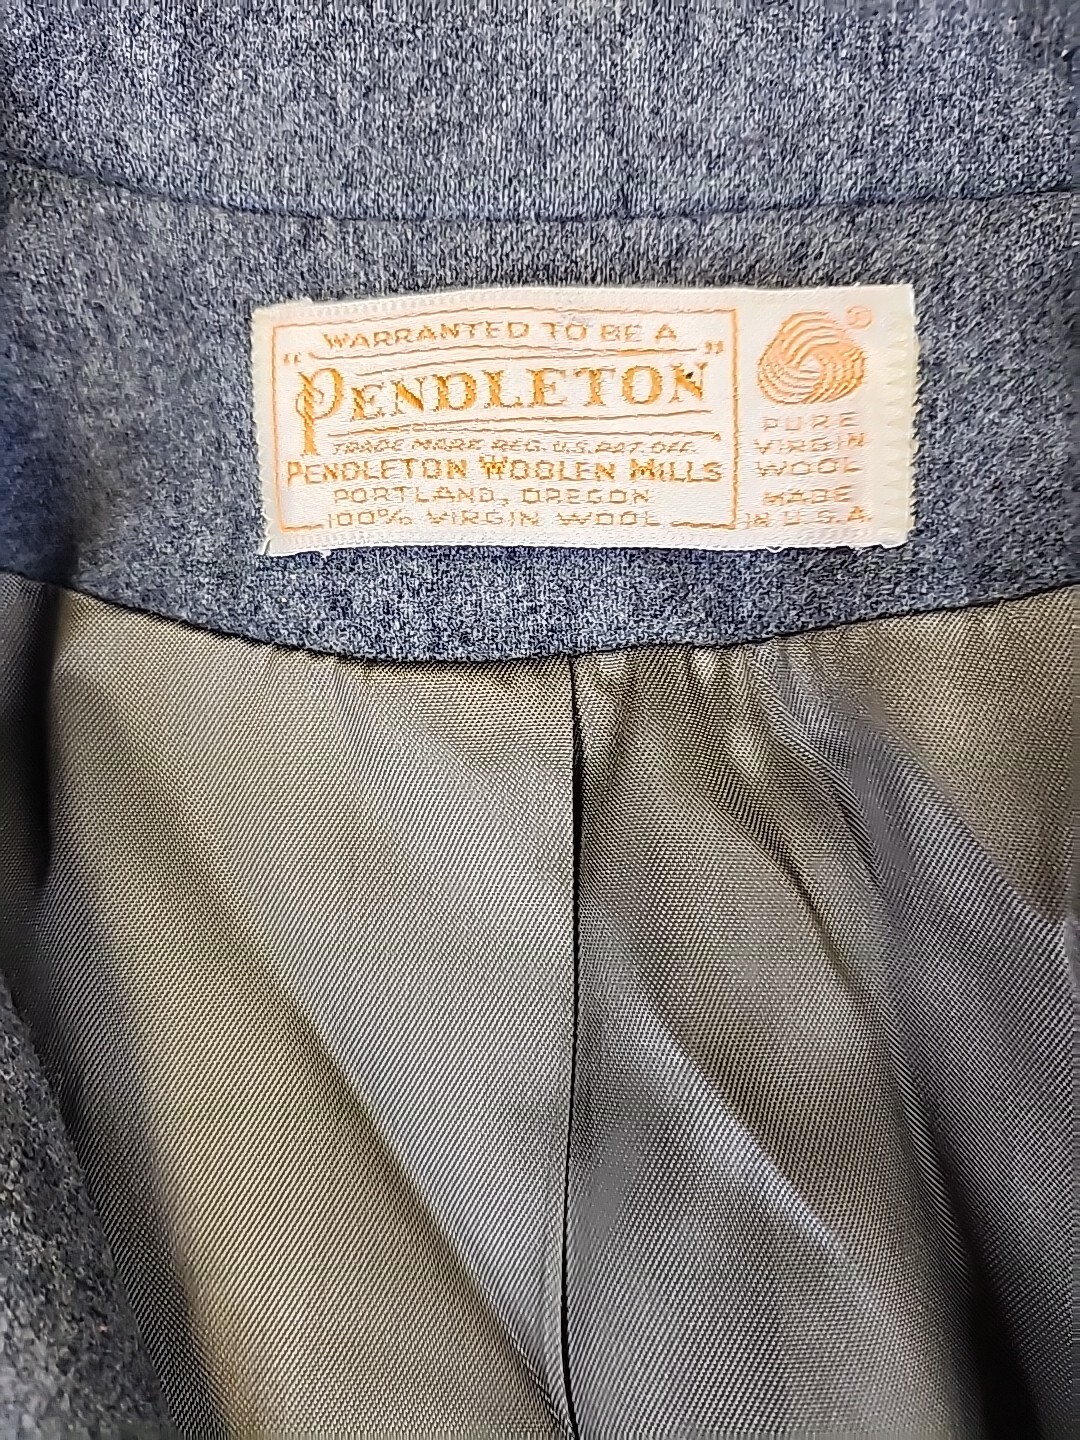 WARRANTED TO BE A
"PENDLETON"
TRADE MARK REG. U.S. PAT. OFF.
PENDLETON WOOLEN MILLS
PORTLAND, OREGON
100% VIRGIN WOOL
®
PURE
VIRGIN
WOOL
MADE
IN U.S.A.